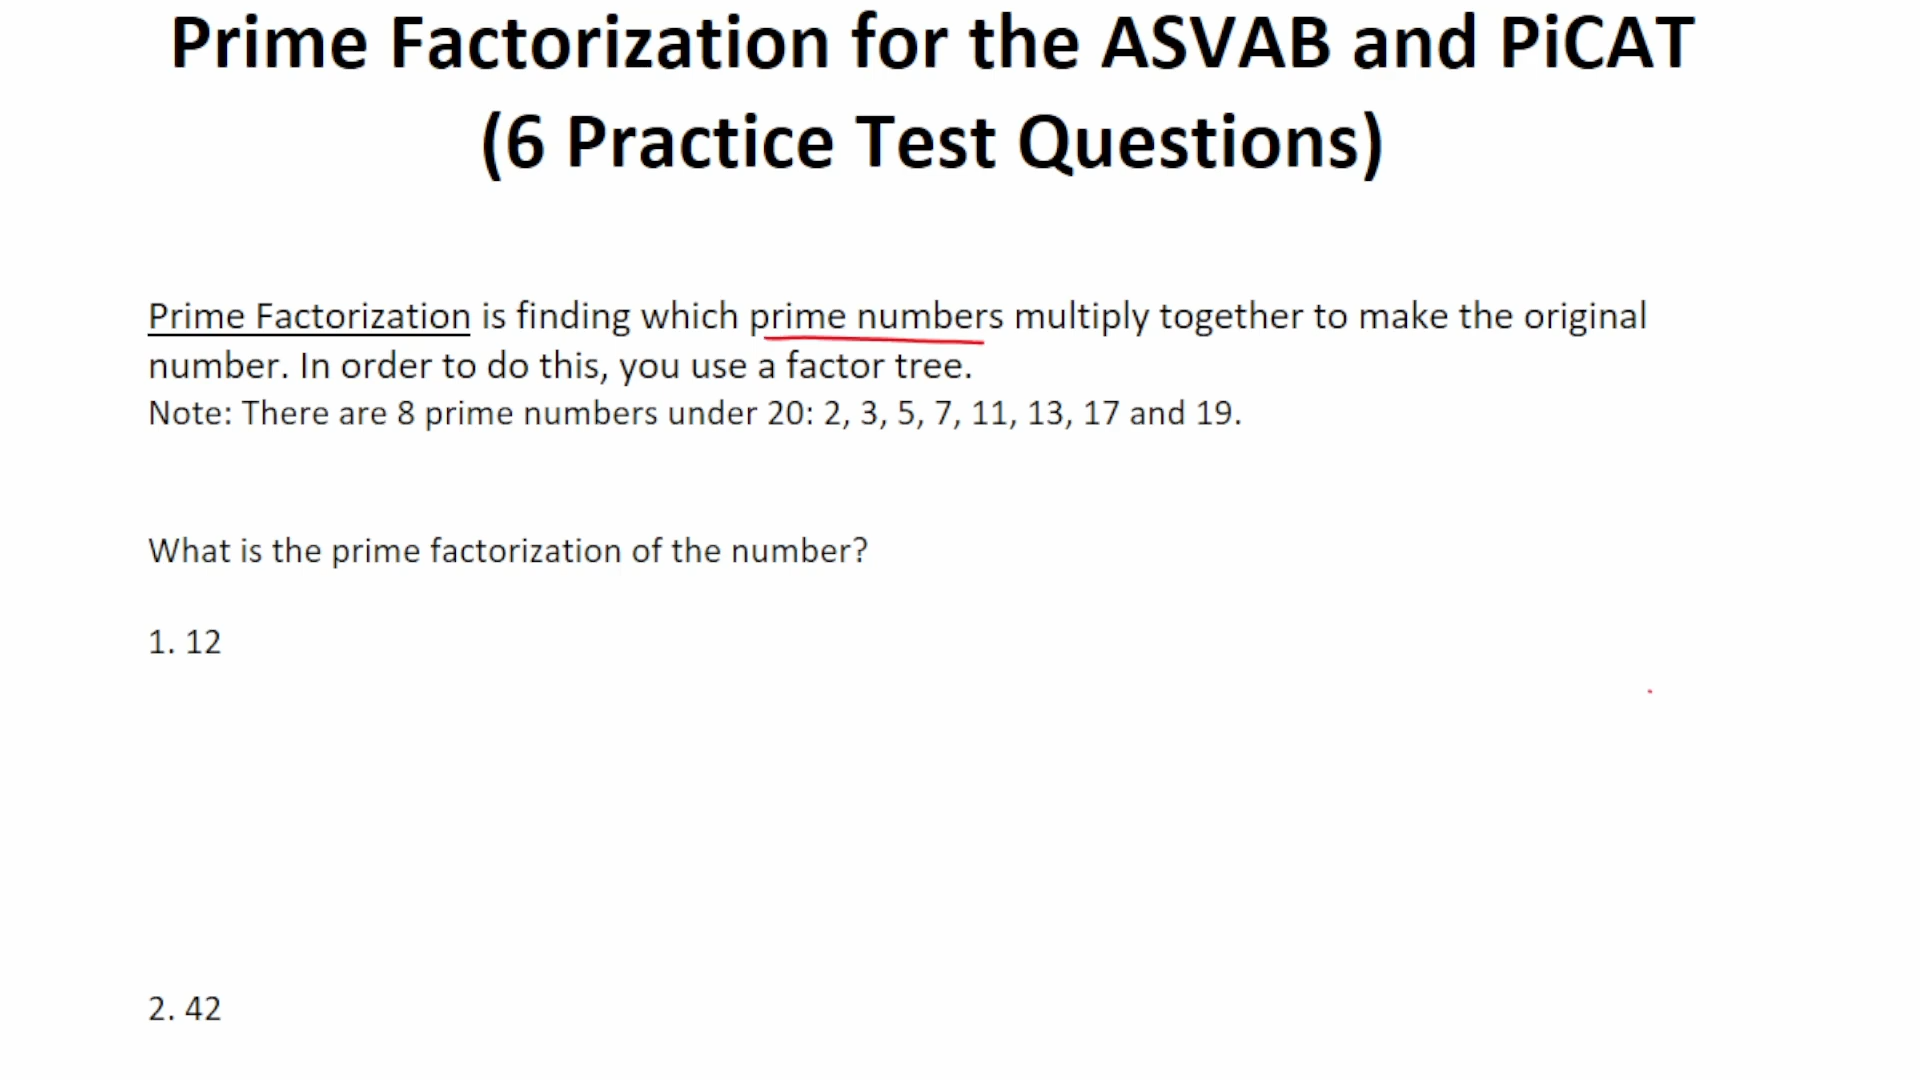 Prime Factorization for the ASVAB and PiCAT
(6 Practice Test Questions)
Prime Factorization is finding which prime numbers multiply together to make the original
number. In order to do this, you use a factor tree.
Note: There are 8 prime numbers under 20: 2, 3, 5, 7, 11, 13, 17 and 19.
What is the prime factorization of the number?
1. 12
2. 42